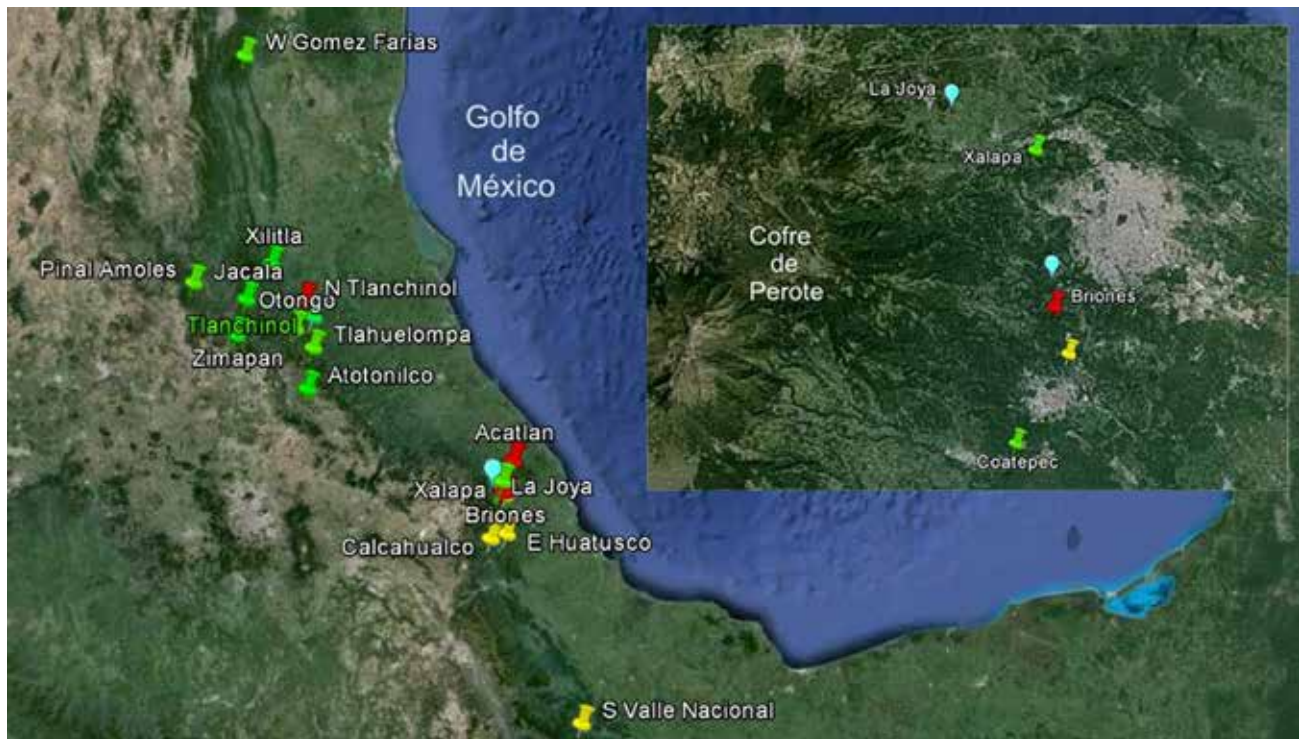 W Gomez Farias
Golfo
de
México
Xilitla
Pinal Amoles
Jacala
Otongo
N Tlanchinol
Tlanchinol
Tlahuelompa
Zimapan
Atotonilco
Acatlan
Xalapa
La Joya
Briones
Calcahualco
E Huatusco
S Valle Nacional
La Joya
Xalapa
Cofre
de
Perote
Briones
Coatepec